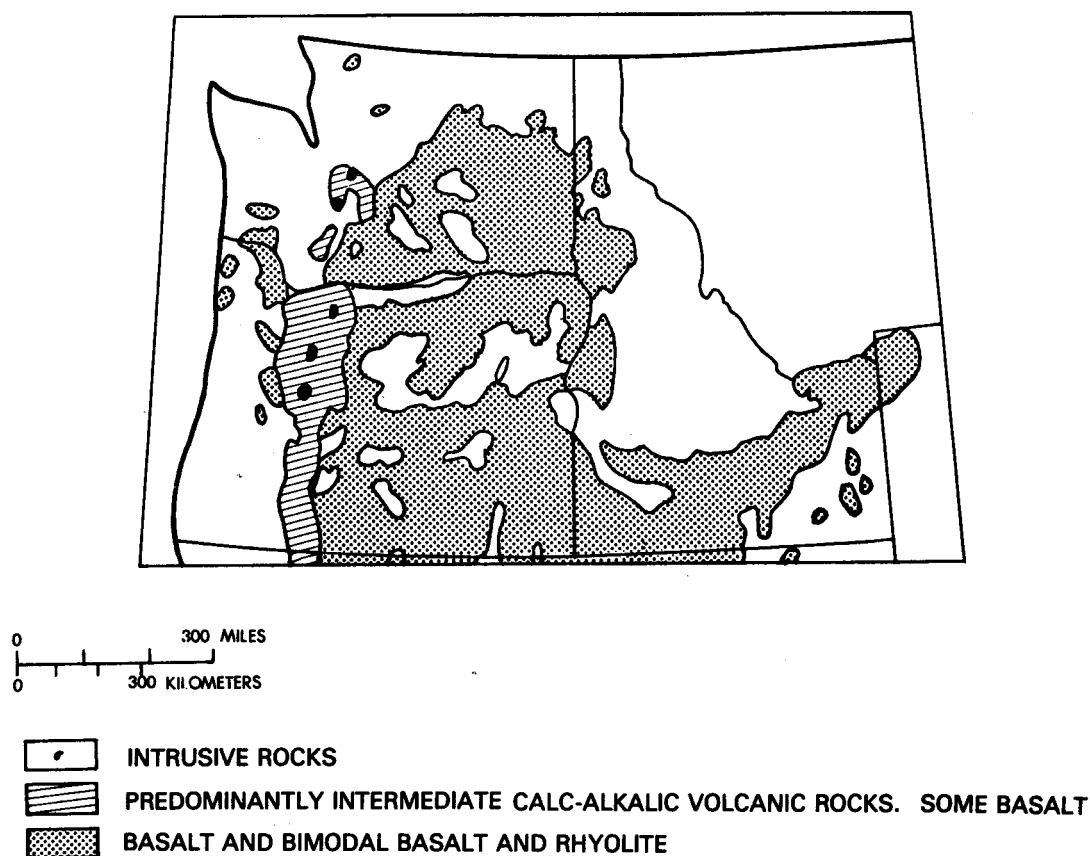 0 300 MILES
0 300 KILOMETERS
INTRUSIVE ROCKS
PREDOMINANTLY INTERMEDIATE CALC-ALKALIC VOLCANIC ROCKS. SOME BASALT
BASALT AND BIMODAL BASALT AND RHYOLITE